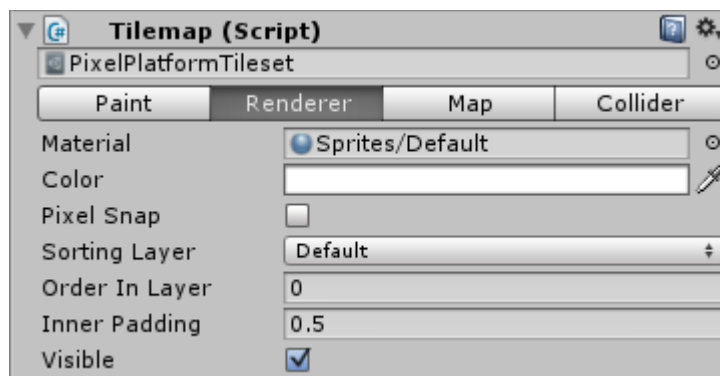 Tilemap (Script)
PixelPlatformTileset
Paint Renderer Map Collider
Material Sprites/Default
Color
Pixel Snap
Sorting Layer Default
Order In Layer 0
Inner Padding 0.5
Visible